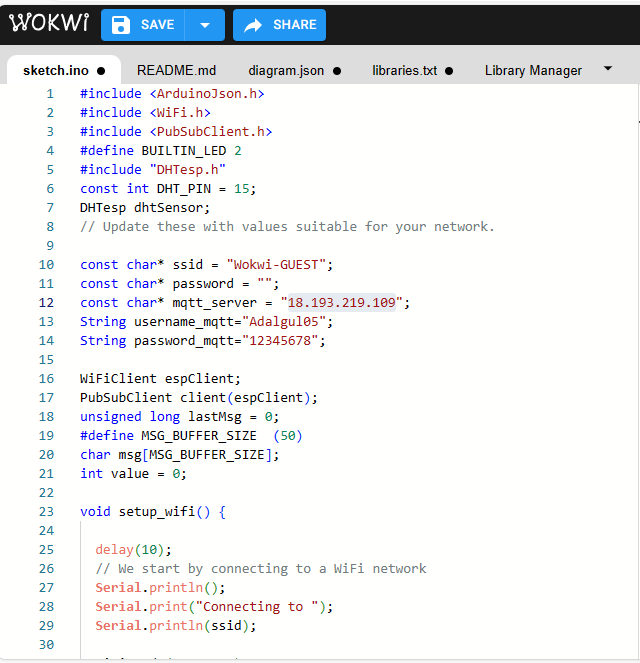 WOKWI SAVE SHARE
sketch.ino ● README.md diagram.json ● libraries.txt ● Library Manager
1 #include <ArduinoJson.h>
2 #include <WiFi.h>
3 #include <PubSubClient.h>
4 #define BUILTIN_LED 2
5 #include "DHTesp.h"
6 const int DHT_PIN = 15;
7 DHTesp dhtSensor;
8 // Update these with values suitable for your network.
9
10 const char* ssid = "Wokwi-GUEST";
11 const char* password = "";
12 const char* mqtt_server = "18.193.219.109";
13 String username_mqtt="Adalgul05";
14 String password_mqtt="12345678";
15
16 WiFiClient espClient;
17 PubSubClient client(espClient);
18 unsigned long lastMsg = 0;
19 #define MSG_BUFFER_SIZE  (50)
20 char msg[MSG_BUFFER_SIZE];
21 int value = 0;
22
23 void setup_wifi() {
24
25   delay(10);
26   // We start by connecting to a WiFi network
27   Serial.println();
28   Serial.print("Connecting to ");
29   Serial.println(ssid);
30